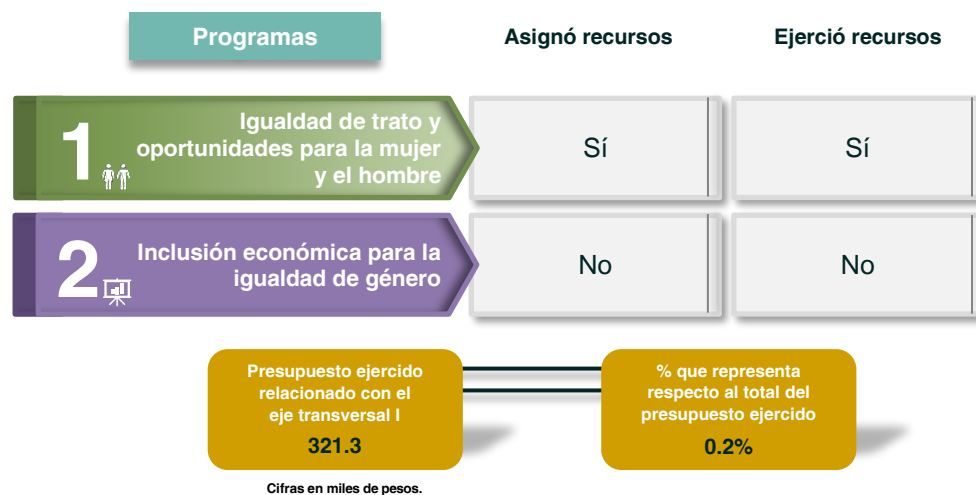 Programas
Asignó recursos
Ejerció recursos
1
Igualdad de trato y
oportunidades para la mujer
y el hombre
Sí
Sí
2
Inclusión económica para la
igualdad de género
No
No
Presupuesto ejercido
relacionado con el
eje transversal I
321.3
% que representa
respecto al total del
presupuesto ejercido
0.2%
Cifras en miles de pesos.